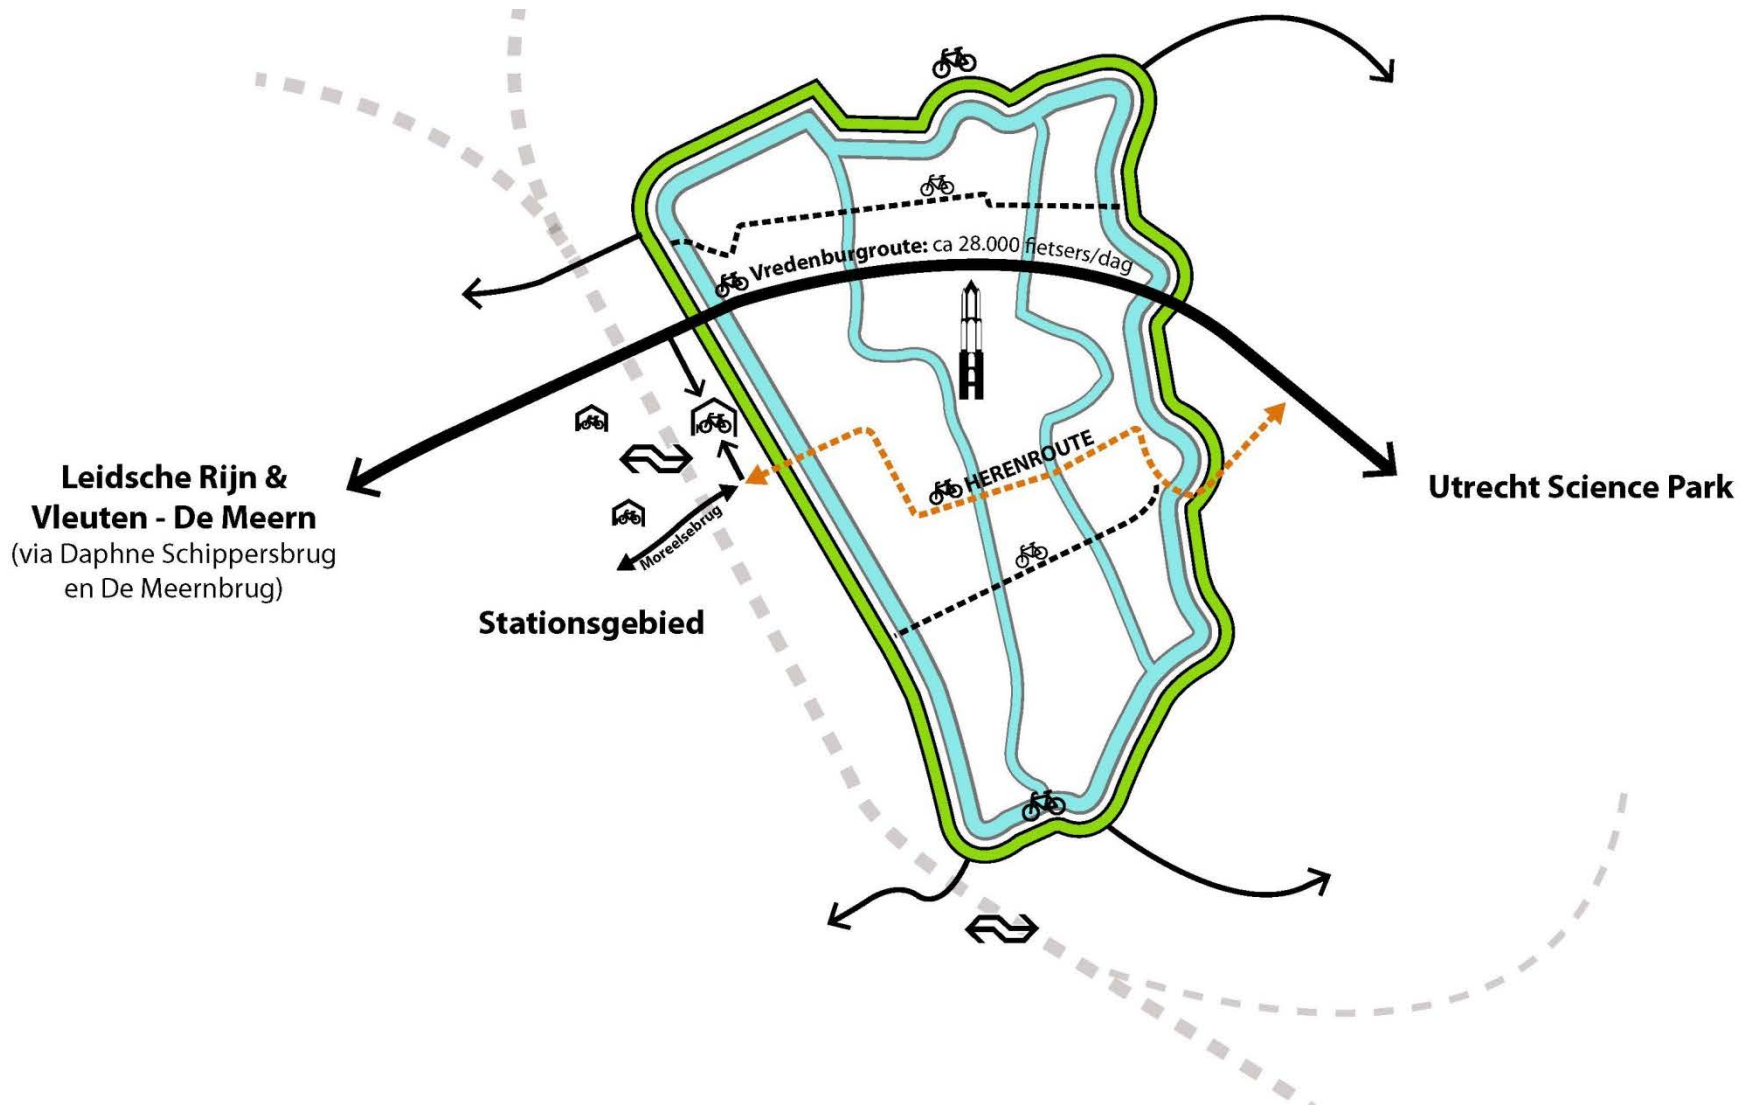 Vredenburgroute: ca 28.000 fietsers/dag
HERENROUTE
Moreelsebrug
Leidsche Rijn &
Vleuten - De Meern
(via Daphne Schippersbrug
en De Meernbrug)
Stationsgebied
Utrecht Science Park